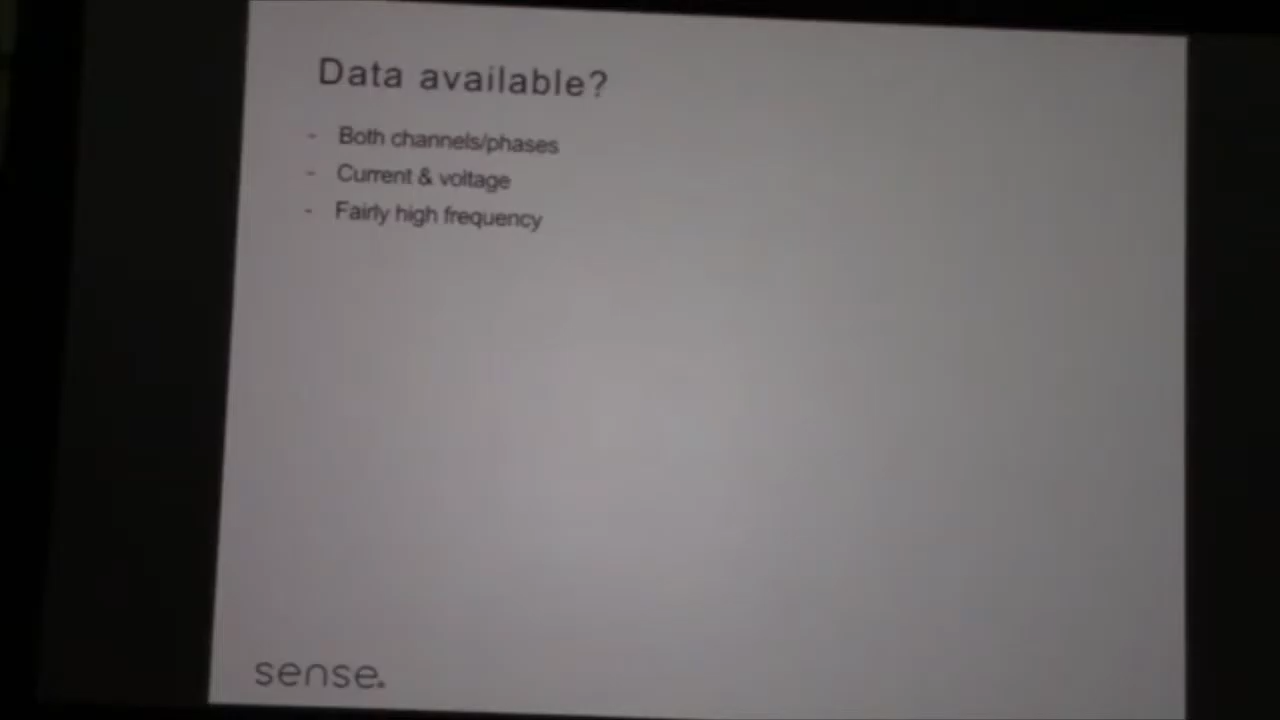 Data available?
- Both channels/phases
- Current & voltage
- Fairly high frequency
sense.